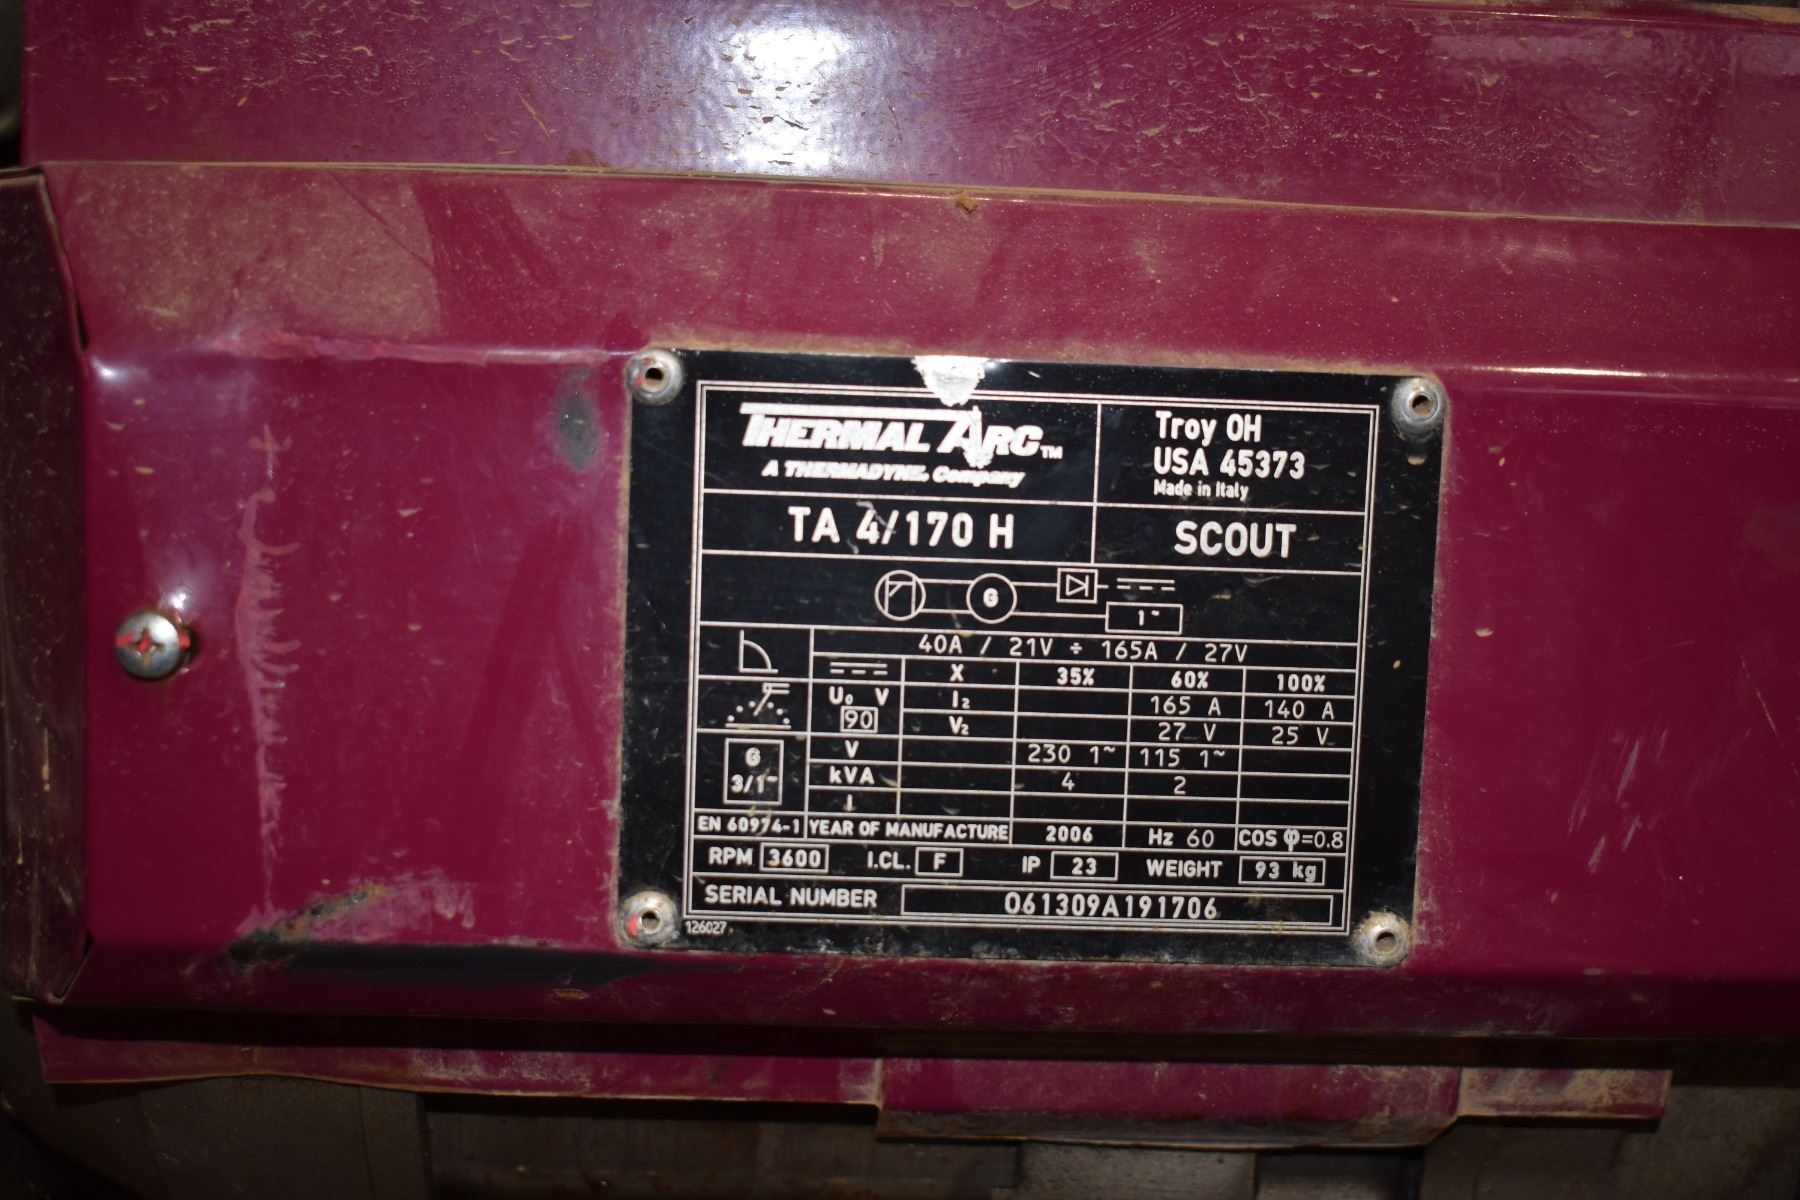 THERMAL ARC™
A THERMADYNE® Company
Troy OH
USA 45373
Made in Italy
TA 4/170 H
SCOUT
G
1~
40A / 21V ÷ 165A / 27V
X 35% 60% 100%
U₀ V
90
I₂ 165 A 140 A
V₂ 27 V 25 V
G
3/1~
V 230 1~ 115 1~
kVA 4 2
I
EN 60974-1 YEAR OF MANUFACTURE 2006 Hz 60 COS φ=0.8
RPM 3600 I.CL. F IP 23 WEIGHT 93 kg
SERIAL NUMBER 061309A191706
126027